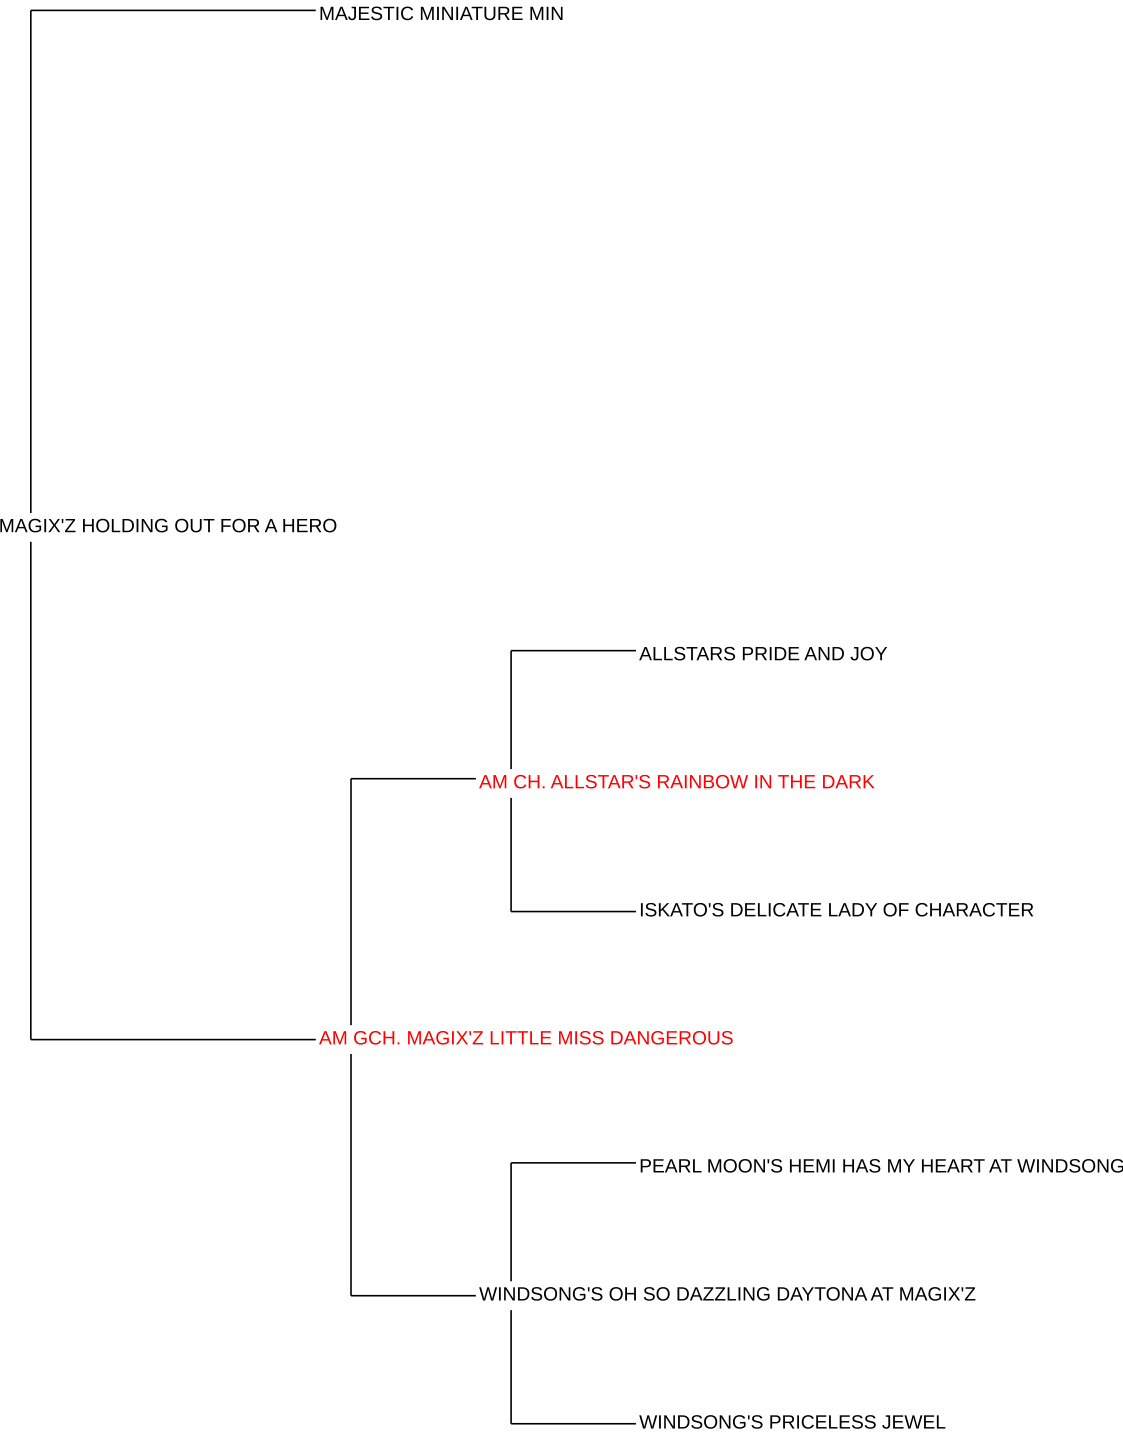 MAJESTIC MINIATURE MIN
MAGIX'Z HOLDING OUT FOR A HERO
ALLSTARS PRIDE AND JOY
AM CH. ALLSTAR'S RAINBOW IN THE DARK
ISKATO'S DELICATE LADY OF CHARACTER
AM GCH. MAGIX'Z LITTLE MISS DANGEROUS
PEARL MOON'S HEMI HAS MY HEART AT WINDSONG
WINDSONG'S OH SO DAZZLING DAYTONA AT MAGIX'Z
WINDSONG'S PRICELESS JEWEL